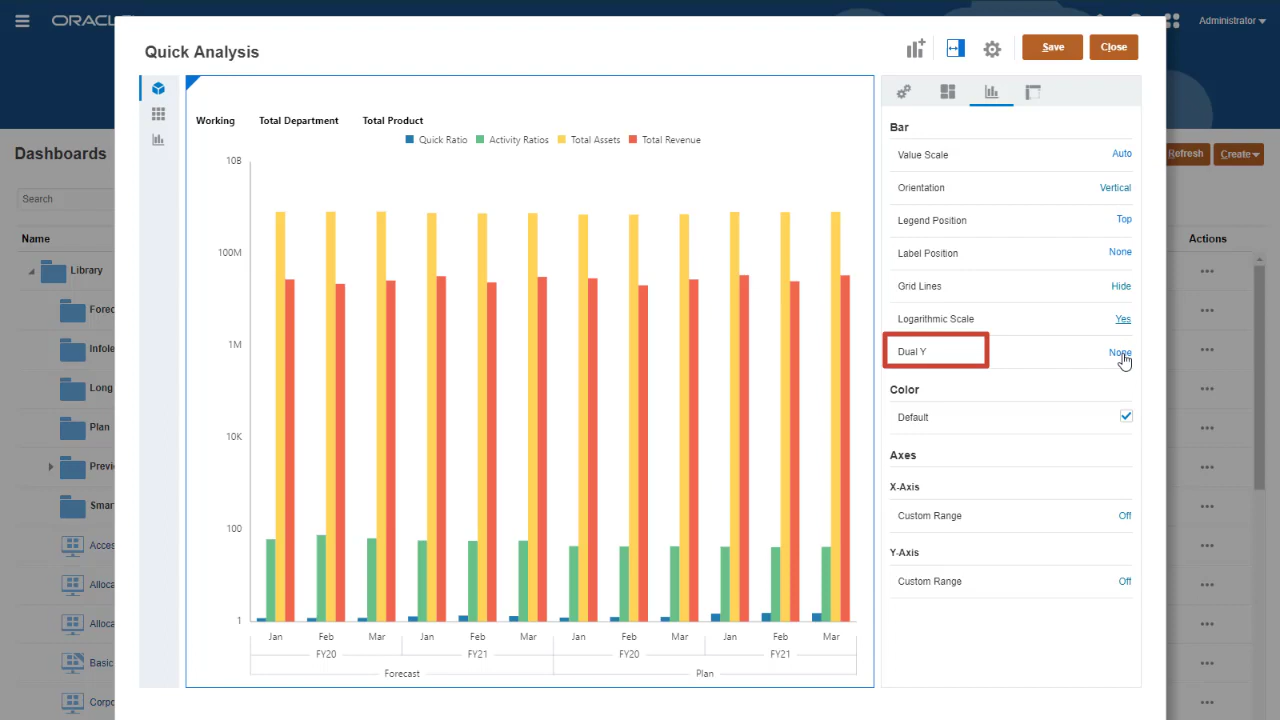 ORACL
Administrator
Quick Analysis
Save
Close
Dashboards
Refresh
Create
Search
Name
Actions
Library
Forec
Infole
Long
Plan
Previ
Smar
Acces
Alloca
Alloca
Basic
Corpo
Working Total Department Total Product
Quick Ratio Activity Ratios Total Assets Total Revenue
10B
100M
1M
10K
100
1
Jan Feb Mar Jan Feb Mar Jan Feb Mar Jan Feb Mar
FY20 FY21 FY20 FY21
Forecast Plan
Bar
Value Scale Auto
Orientation Vertical
Legend Position Top
Label Position None
Grid Lines Hide
Logarithmic Scale Yes
Dual Y None
Color
Default
Axes
X-Axis
Custom Range Off
Y-Axis
Custom Range Off